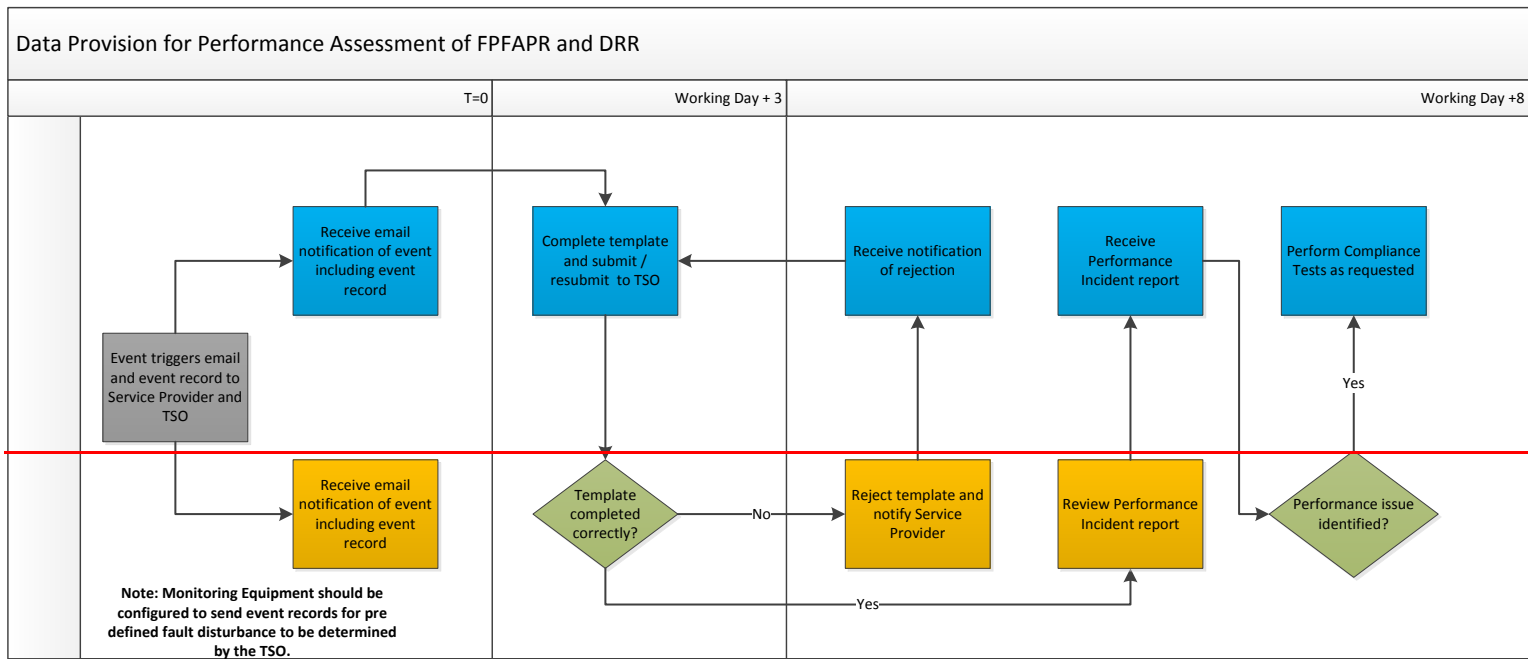 Data Provision for Performance Assessment of FPFAPR and DRR
T=0
Working Day + 3
Working Day +8
Receive email
notification of event
including event
record
Complete template
and submit /
resubmit to TSO
Receive notification
of rejection
Receive
Performance
Incident report
Perform Compliance
Tests as requested
Event triggers email
and event record to
Service Provider and
TSO
Yes
Receive email
notification of event
including event
record
Template
completed
correctly?
No
Reject template and
notify Service
Provider
Review Performance
Incident report
Performance issue
identified?
Yes
Note: Monitoring Equipment should be
configured to send event records for pre
defined fault disturbance to be determined
by the TSO.